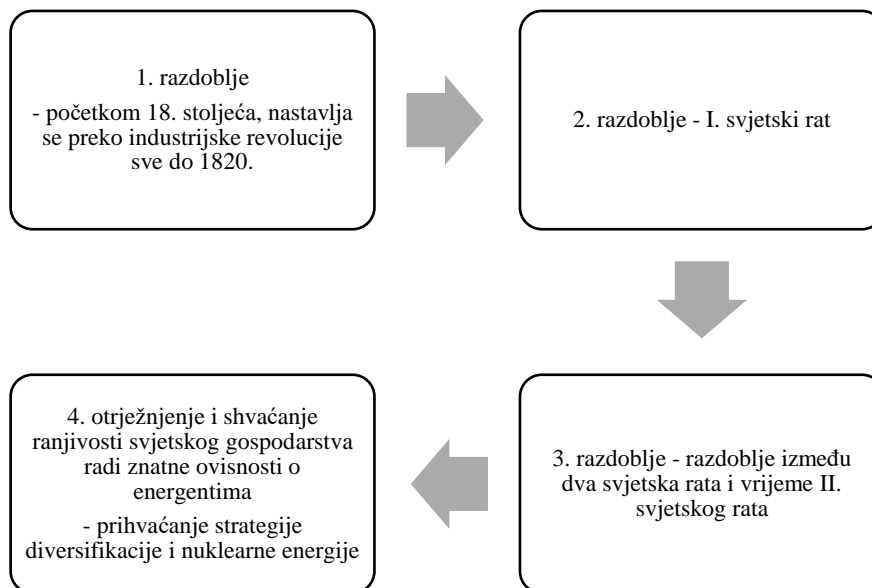 1. razdoblje
- početkom 18. stoljeća, nastavlja
se preko industrijske revolucije
sve do 1820.
2. razdoblje - I. svjetski rat
3. razdoblje - razdoblje između
dva svjetska rata i vrijeme II.
svjetskog rata
4. otrježnjenje i shvaćanje
ranjivosti svjetskog gospodarstva
radi znatne ovisnosti o
energentima
- prihvaćanje strategije
diversifikacije i nuklearne energije